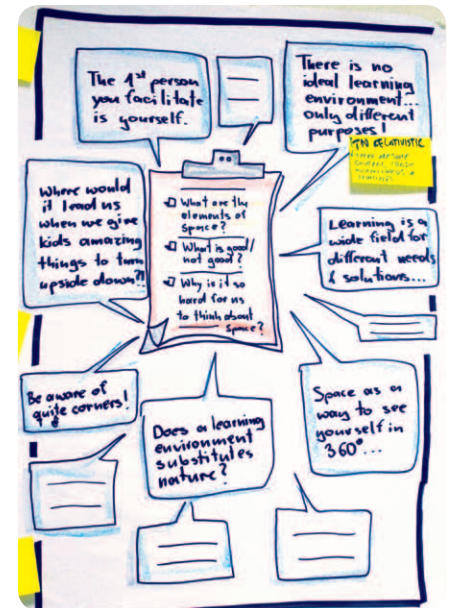 The 1st person
you facilitate
is yourself.
There is no
ideal learning
environment...
only different
purposes!
TOO RELATIVISTIC
Where would
it lead us
when we give
kids amazing
things to turn
upside down?!
What are the
elements of
space?
What is good/
not good?
Why is it so
hard for us
to think about
space?
Learning is a
wide field for
different needs
& solutions...
Be aware of
quite corners!
Does a learning
environment
substitutes
nature?
Space as a
way to see
yourself in
360°...